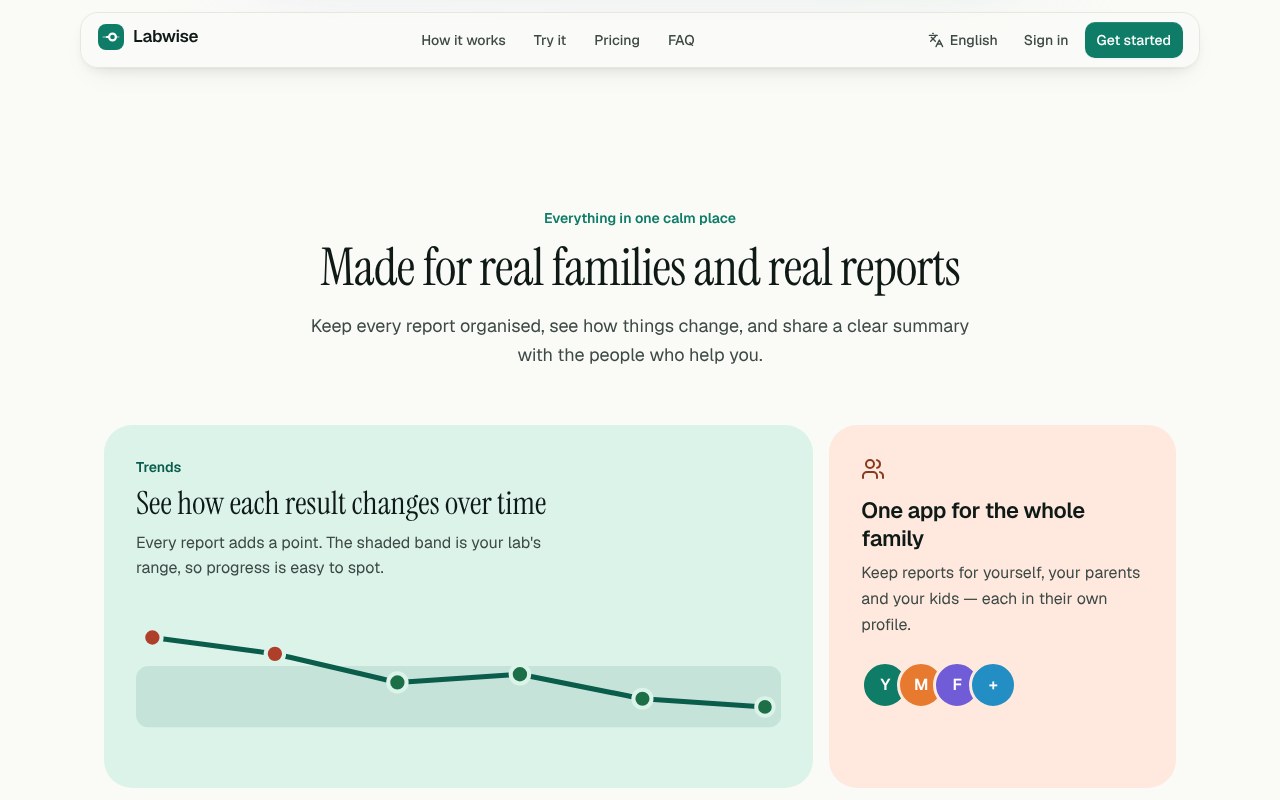 Labwise
How it works
Try it
Pricing
FAQ
English
Sign in
Get started
Everything in one calm place
Made for real families and real reports
Keep every report organised, see how things change, and share a clear summary
with the people who help you.
Trends
See how each result changes over time
Every report adds a point. The shaded band is your lab's
range, so progress is easy to spot.
One app for the whole
family
Keep reports for yourself, your parents
and your kids — each in their own
profile.
Y
M
F
+